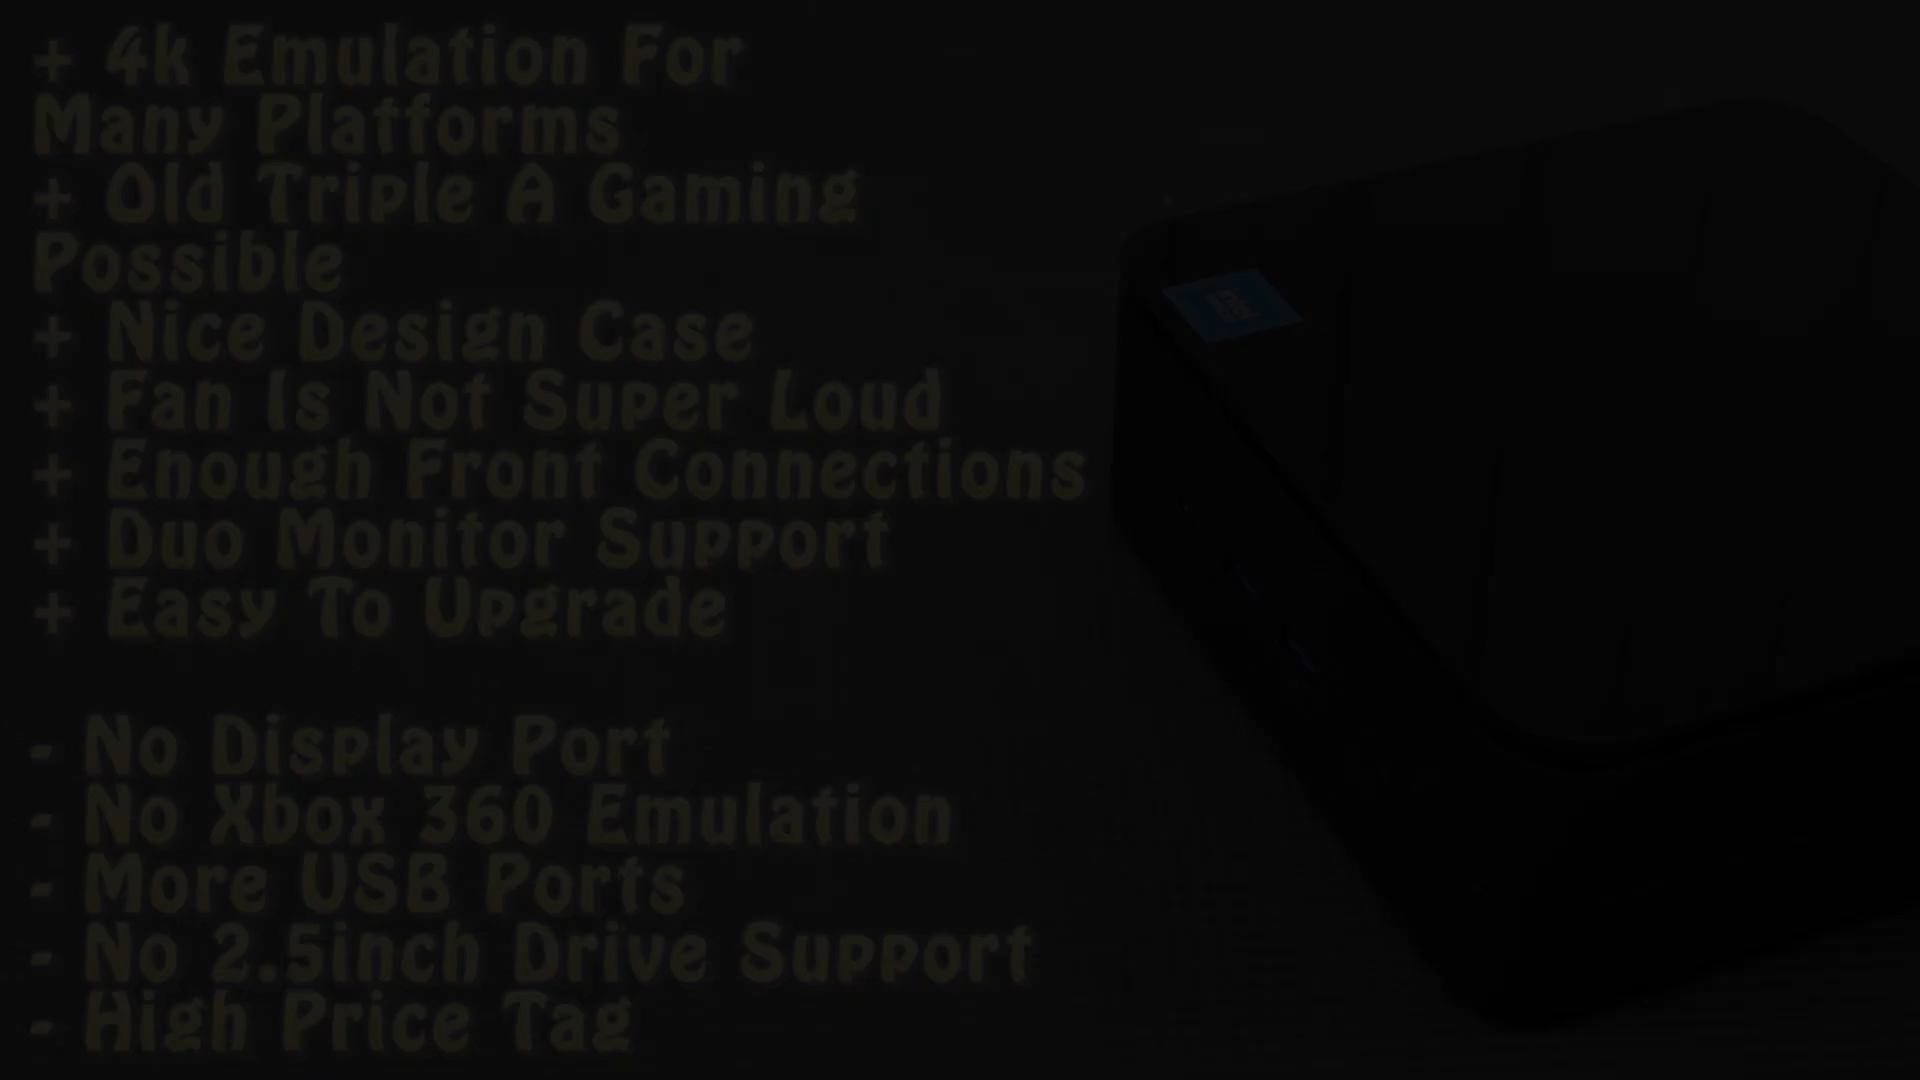 + 4k Emulation For
Many Platforms
+ Old Triple A Gaming
Possible
+ Nice Design Case
+ Fan Is Not Super Loud
+ Enough Front Connections
+ Duo Monitor Support
+ Easy To Upgrade
- No Display Port
- No Xbox 360 Emulation
- More USB Ports
- No 2.5inch Drive Support
- High Price Tag
intel